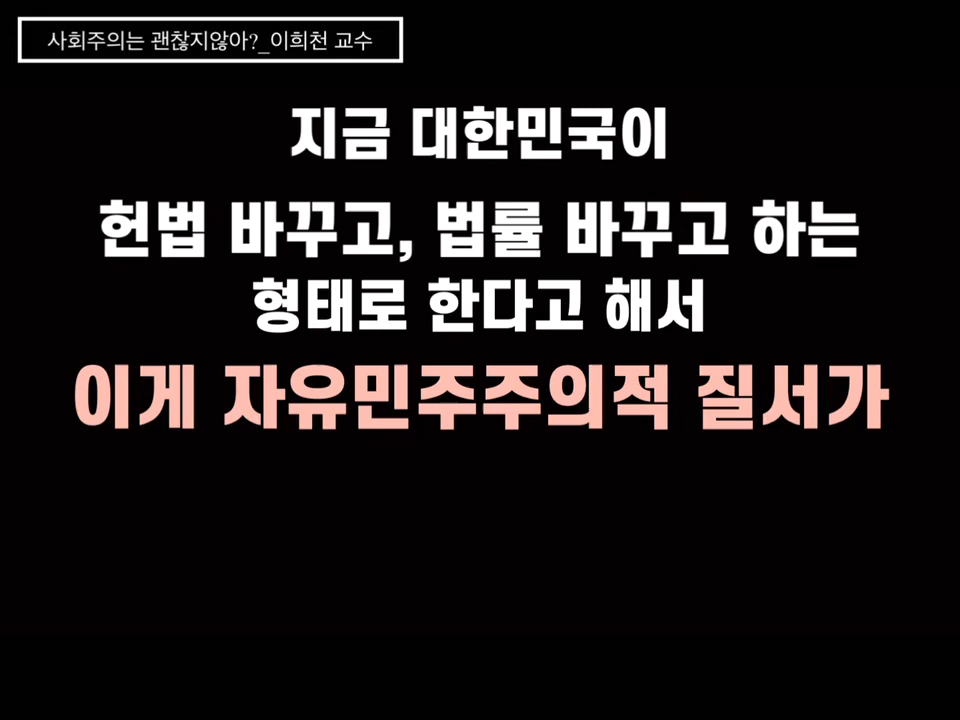 사회주의는 괜찮지않아?_이희천 교수
지금 대한민국이
헌법 바꾸고, 법률 바꾸고 하는
형태로 한다고 해서
이게 자유민주주의적 질서가